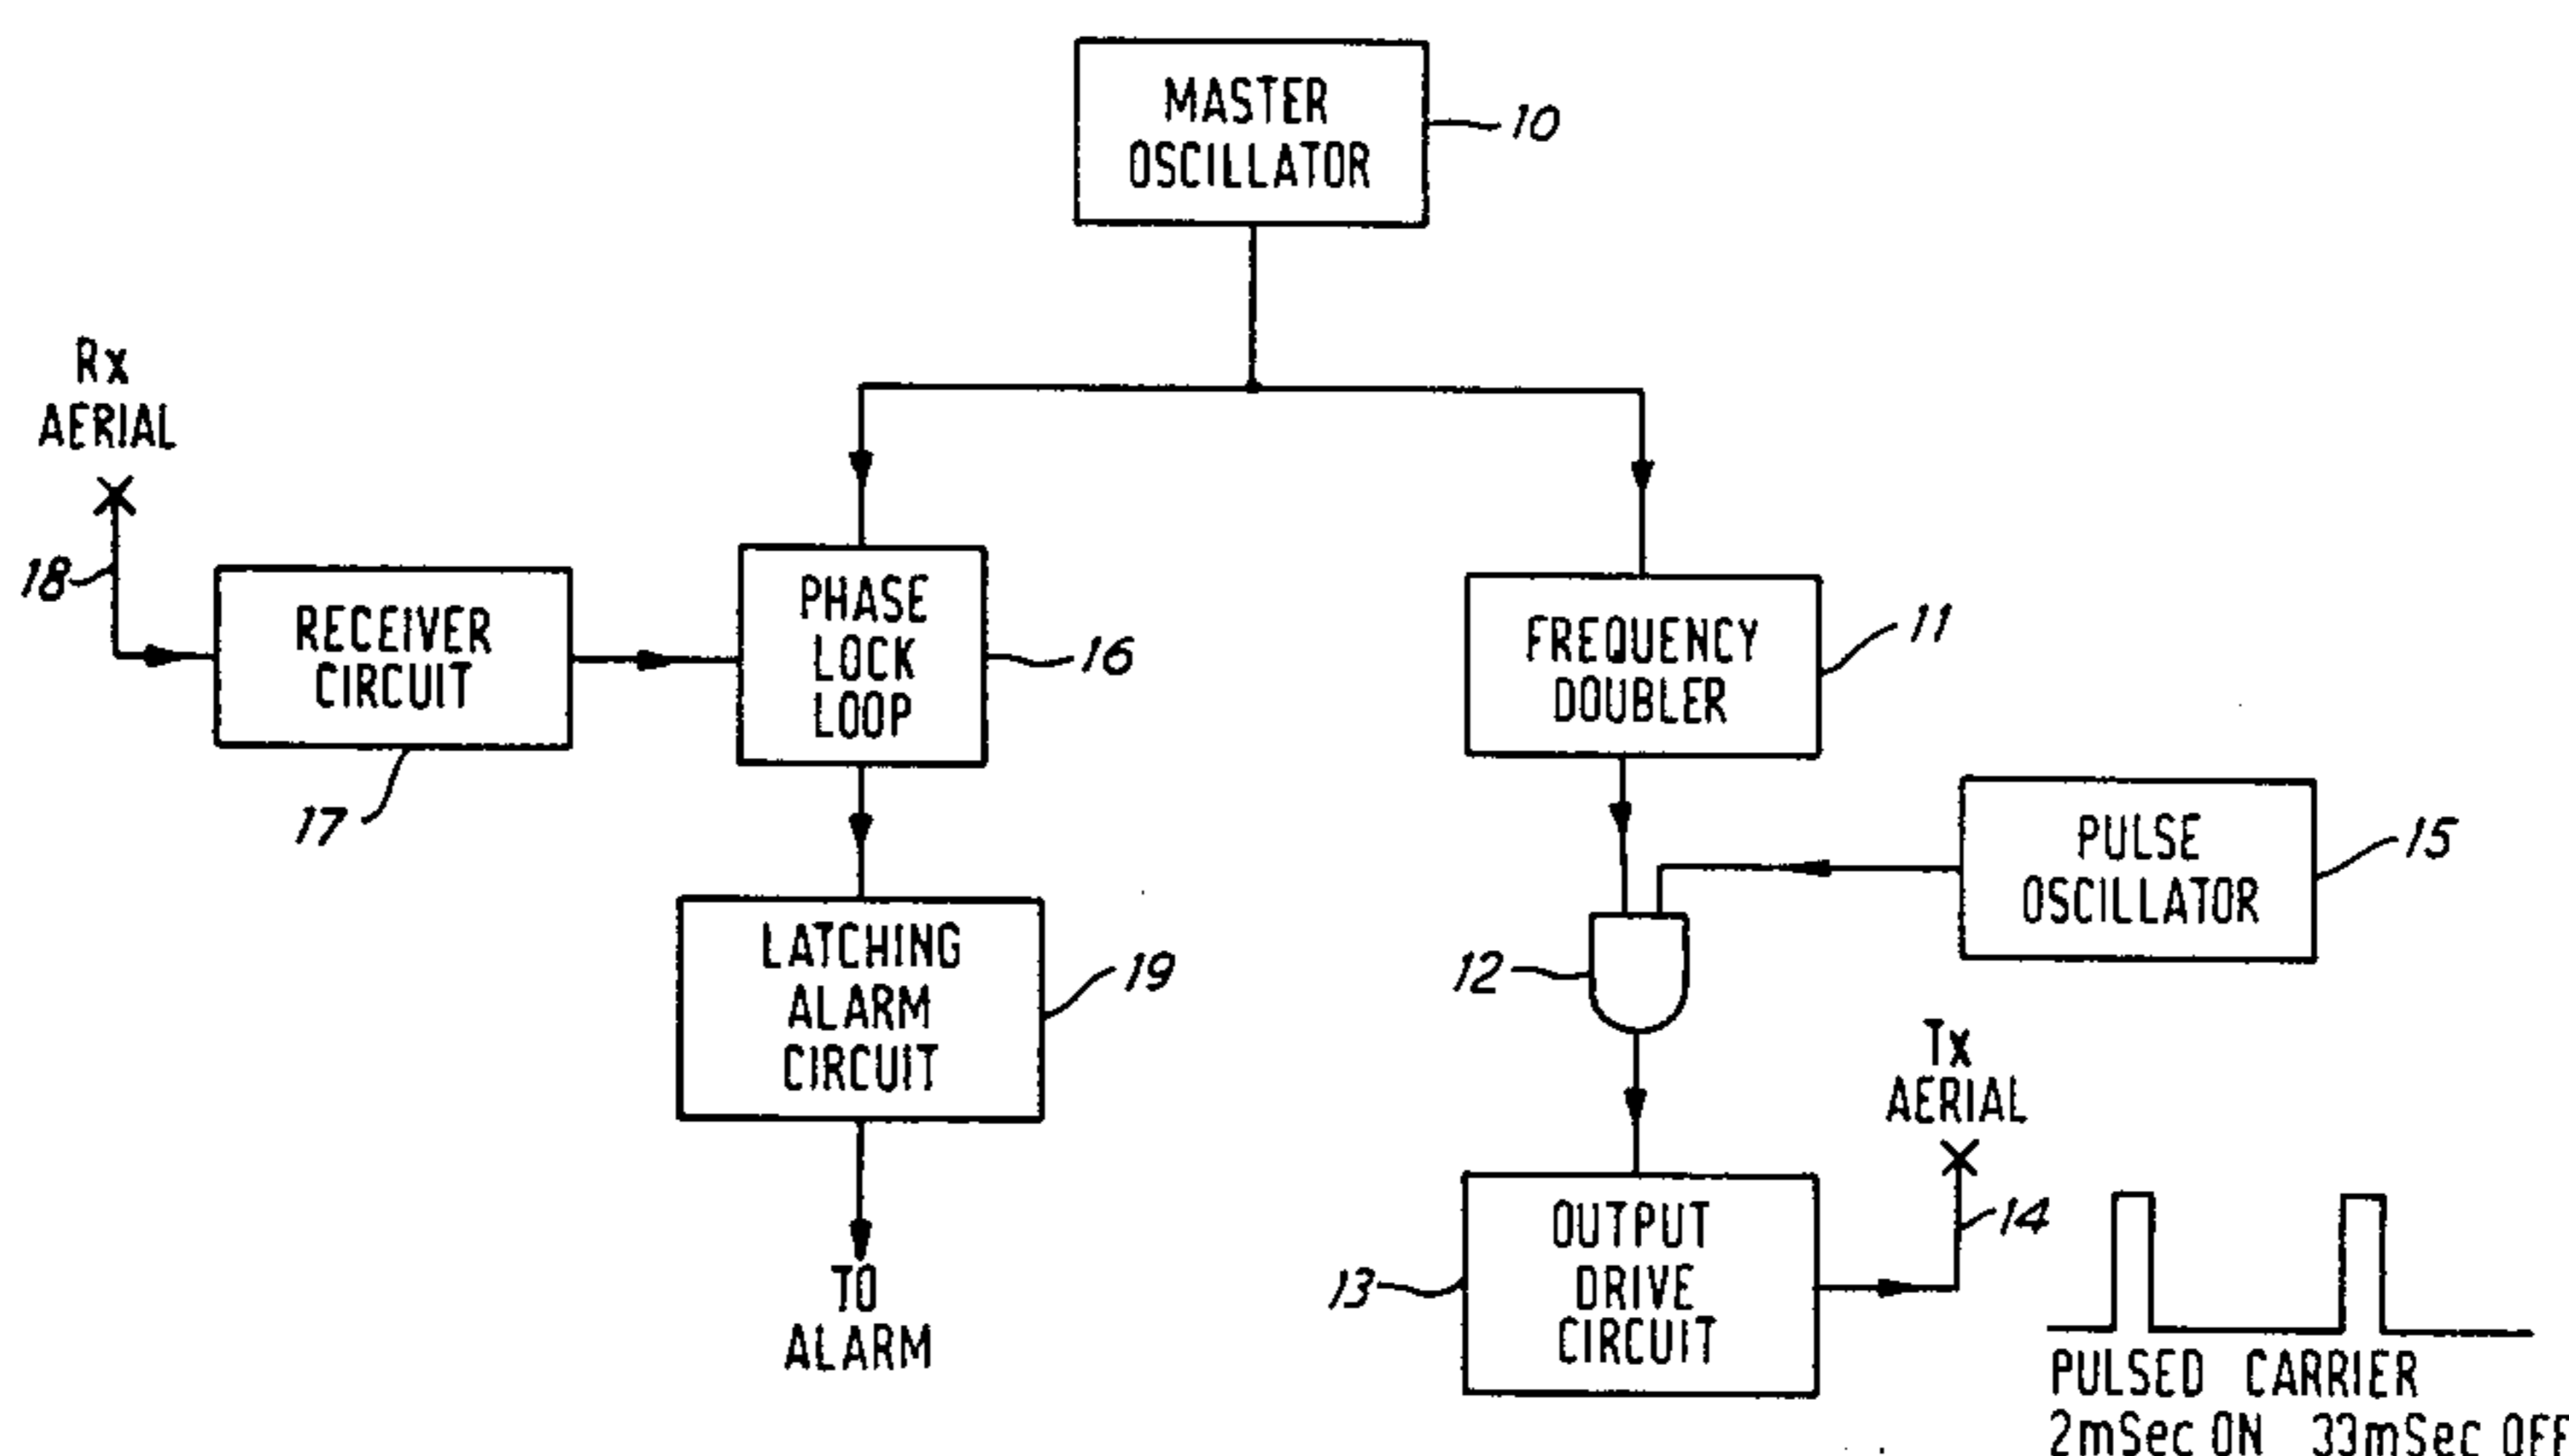 MASTER
OSCILLATOR
10
Rx
AERIAL
18
RECEIVER
CIRCUIT
17
PHASE
LOCK
LOOP
16
FREQUENCY
DOUBLER
11
PULSE
OSCILLATOR
15
LATCHING
ALARM
CIRCUIT
19
12
Tx
AERIAL
14
OUTPUT
DRIVE
CIRCUIT
13
TO
ALARM
PULSED CARRIER
2mSec ON 33mSec OFF